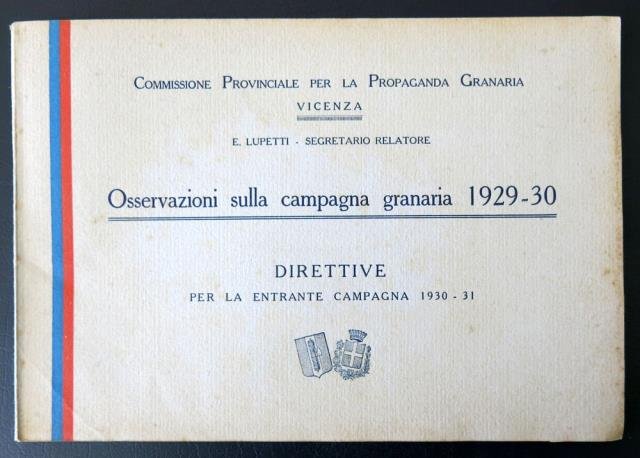 Commissione Provinciale per la Propaganda Granaria
VICENZA
E. LUPETTI - SEGRETARIO RELATORE
Osservazioni sulla campagna granaria 1929-30
DIRETTIVE
PER LA ENTRANTE CAMPAGNA 1930 - 31